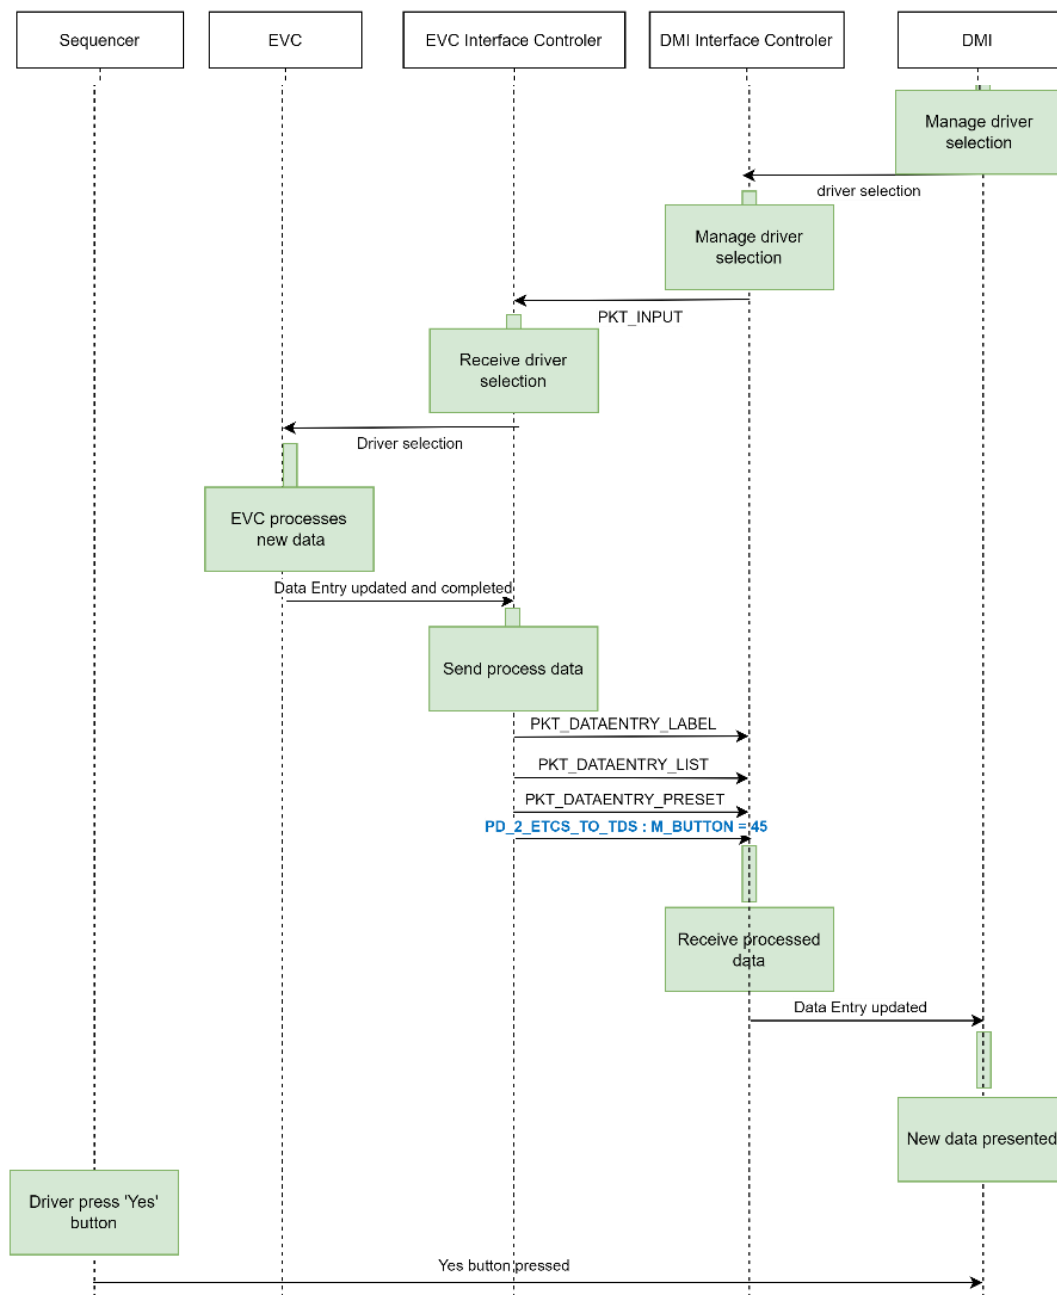 Sequencer
EVC
EVC Interface Controler
DMI Interface Controler
DMI
Manage driver
selection
driver selection
Manage driver
selection
PKT_INPUT
Receive driver
selection
Driver selection
EVC processes
new data
Data Entry updated and completed
Send process data
PKT_DATAENTRY_LABEL
PKT_DATAENTRY_LIST
PKT_DATAENTRY_PRESET
PD_2_ETCS_TO_TDS : M_BUTTON = 45
Receive processed
data
Data Entry updated
New data presented
Driver press 'Yes'
button
Yes button pressed